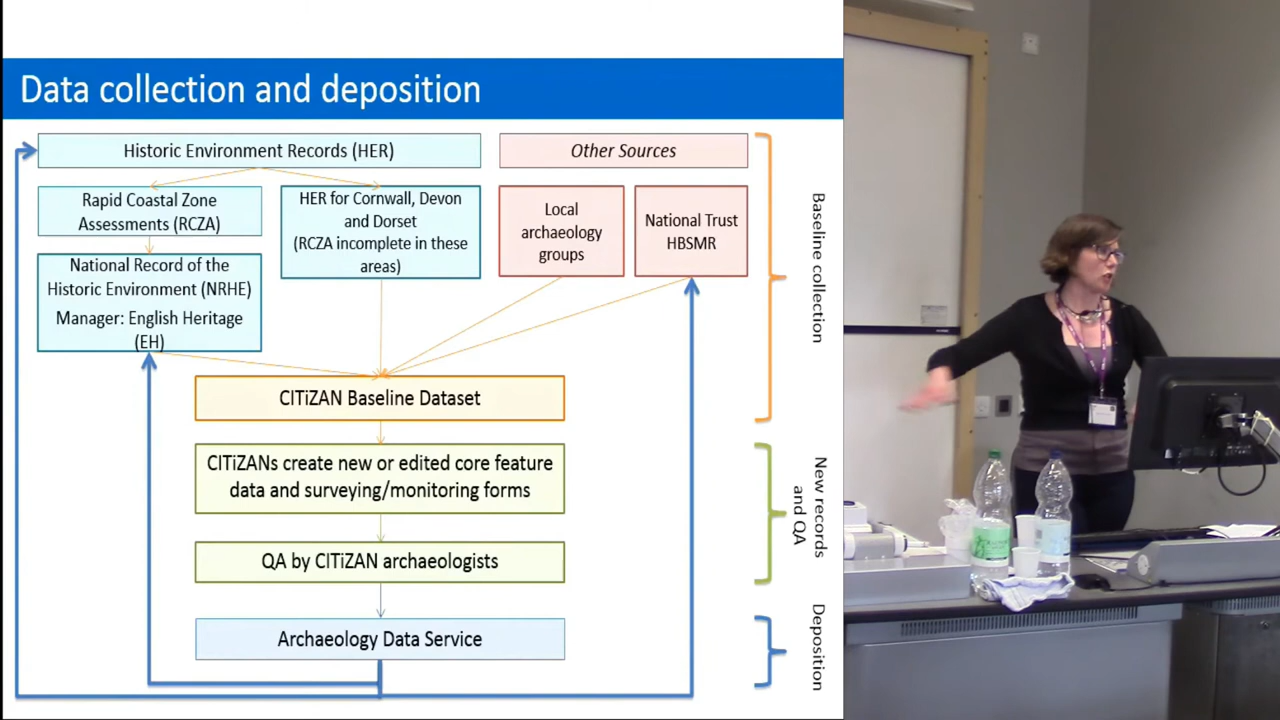 Data collection and deposition
Historic Environment Records (HER)
Other Sources
Rapid Coastal Zone
Assessments (RCZA)
HER for Cornwall, Devon
and Dorset
(RCZA incomplete in these
areas)
Local
archaeology
groups
National Trust
HBSMR
National Record of the
Historic Environment (NRHE)
Manager: English Heritage
(EH)
Baseline collection
CITiZAN Baseline Dataset
CITiZANs create new or edited core feature
data and surveying/monitoring forms
New records
and QA
QA by CITiZAN archaeologists
Archaeology Data Service
Deposition